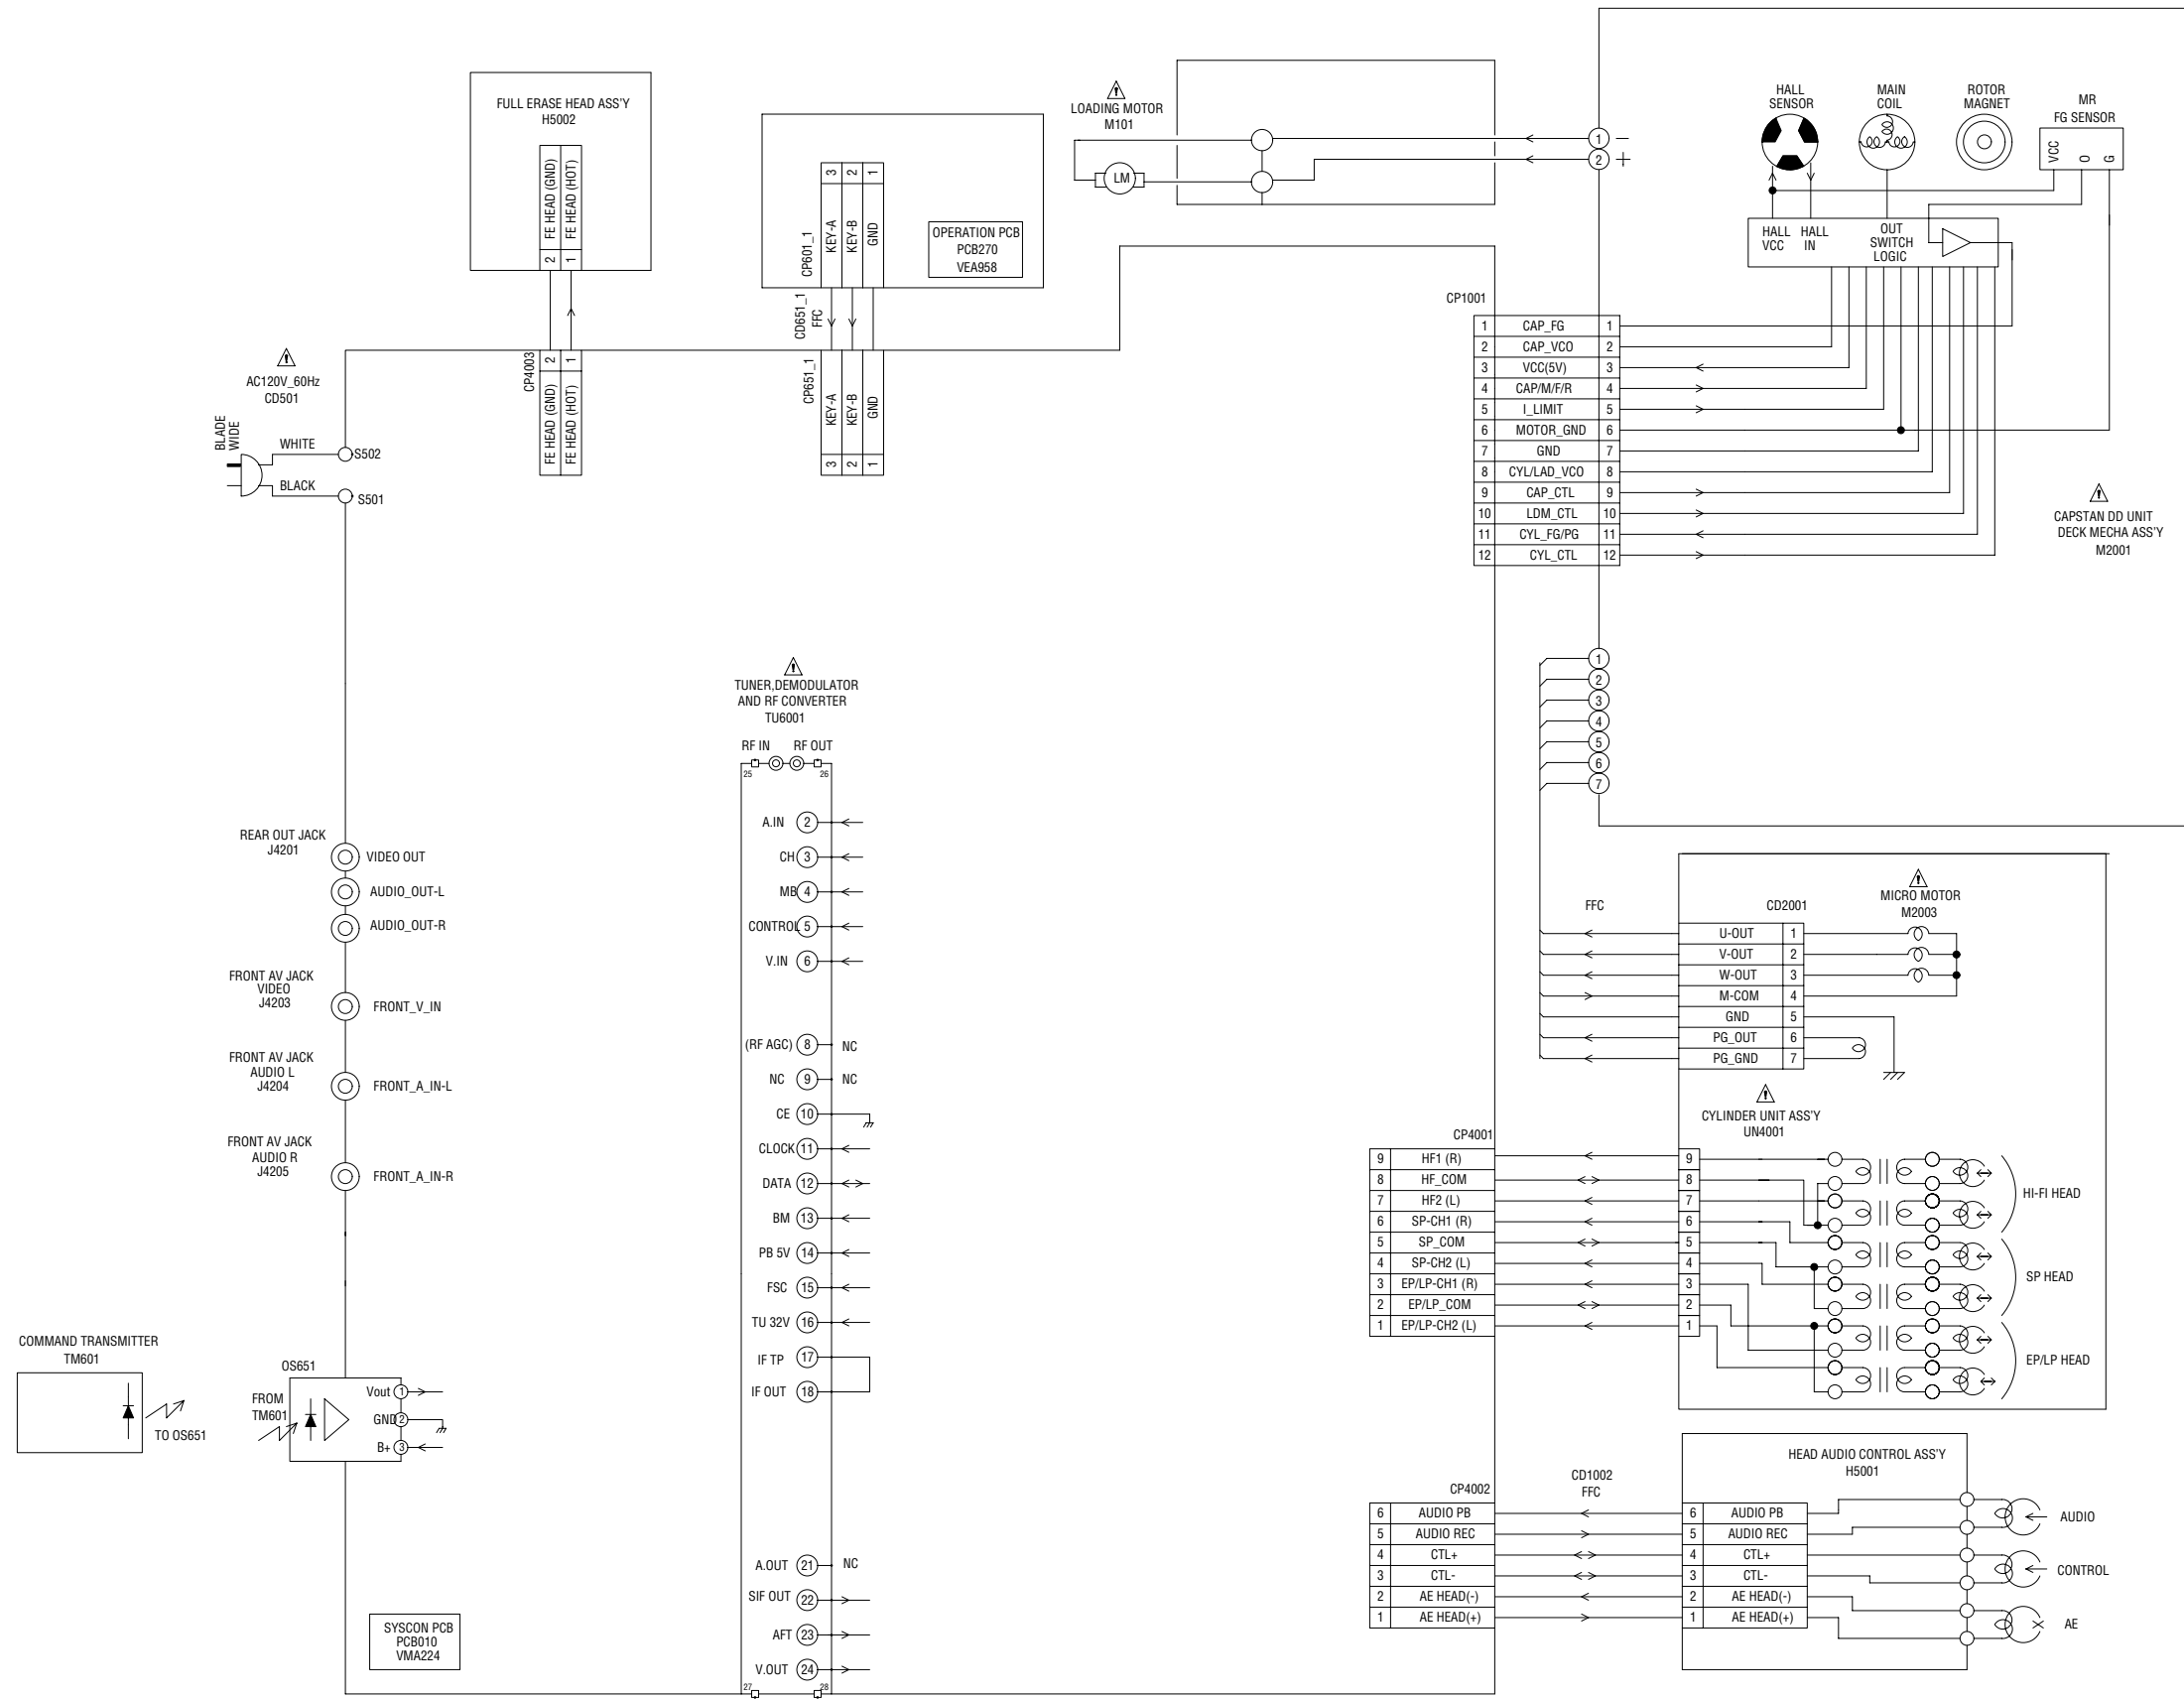 FULL ERASE HEAD ASS'Y
H5002
FE HEAD (GND)
FE HEAD (HOT)
2
1
CP4003
2
1
FE HEAD (GND)
FE HEAD (HOT)
CP601_1
3
2
1
KEY-A
KEY-B
GND
OPERATION PCB
PCB270
VEA958
CD651_1
FFC
CP651_1
KEY-A
KEY-B
GND
3
2
1
LOADING MOTOR
M101
LM
1 –
2 +
HALL
SENSOR
MAIN
COIL
ROTOR
MAGNET
MR
FG SENSOR
VCC
O
G
HALL
VCC
HALL
IN
OUT
SWITCH
LOGIC
CP1001
1 CAP_FG 1
2 CAP_VCO 2
3 VCC(5V) 3
4 CAP/M/F/R 4
5 I_LIMIT 5
6 MOTOR_GND 6
7 GND 7
8 CYL/LAD_VCO 8
9 CAP_CTL 9
10 LDM_CTL 10
11 CYL_FG/PG 11
12 CYL_CTL 12
CAPSTAN DD UNIT
DECK MECHA ASS'Y
M2001
AC120V_60Hz
CD501
BLADE
WIDE
WHITE
S502
BLACK
S501
1
2
3
4
5
6
7
TUNER,DEMODULATOR
AND RF CONVERTER
TU6001
RF IN
RF OUT
25
26
A.IN 2
CH 3
MB 4
CONTROL 5
V.IN 6
(RF AGC) 8 NC
NC 9 NC
CE 10
CLOCK 11
DATA 12
BM 13
PB 5V 14
FSC 15
TU 32V 16
IF TP 17
IF OUT 18
A.OUT 21 NC
SIF OUT 22
AFT 23
V.OUT 24
27
28
REAR OUT JACK
J4201
VIDEO OUT
AUDIO_OUT-L
AUDIO_OUT-R
FRONT AV JACK
VIDEO
J4203
FRONT_V_IN
FRONT AV JACK
AUDIO L
J4204
FRONT_A_IN-L
FRONT AV JACK
AUDIO R
J4205
FRONT_A_IN-R
COMMAND TRANSMITTER
TM601
TO OS651
OS651
FROM
TM601
Vout 1
GND 2
B+ 3
SYSCON PCB
PCB010
VMA224
FFC
CD2001
MICRO MOTOR
M2003
U-OUT 1
V-OUT 2
W-OUT 3
M-COM 4
GND 5
PG_OUT 6
PG_GND 7
CYLINDER UNIT ASS'Y
UN4001
CP4001
9 HF1 (R) 9
8 HF_COM 8
7 HF2 (L) 7
6 SP-CH1 (R) 6
5 SP_COM 5
4 SP-CH2 (L) 4
3 EP/LP-CH1 (R) 3
2 EP/LP_COM 2
1 EP/LP-CH2 (L) 1
HI-FI HEAD
SP HEAD
EP/LP HEAD
HEAD AUDIO CONTROL ASS'Y
H5001
CP4002
CD1002
FFC
6 AUDIO PB 6 AUDIO PB
5 AUDIO REC 5 AUDIO REC
4 CTL+ 4 CTL+
3 CTL- 3 CTL-
2 AE HEAD(-) 2 AE HEAD(-)
1 AE HEAD(+) 1 AE HEAD(+)
AUDIO
CONTROL
AE